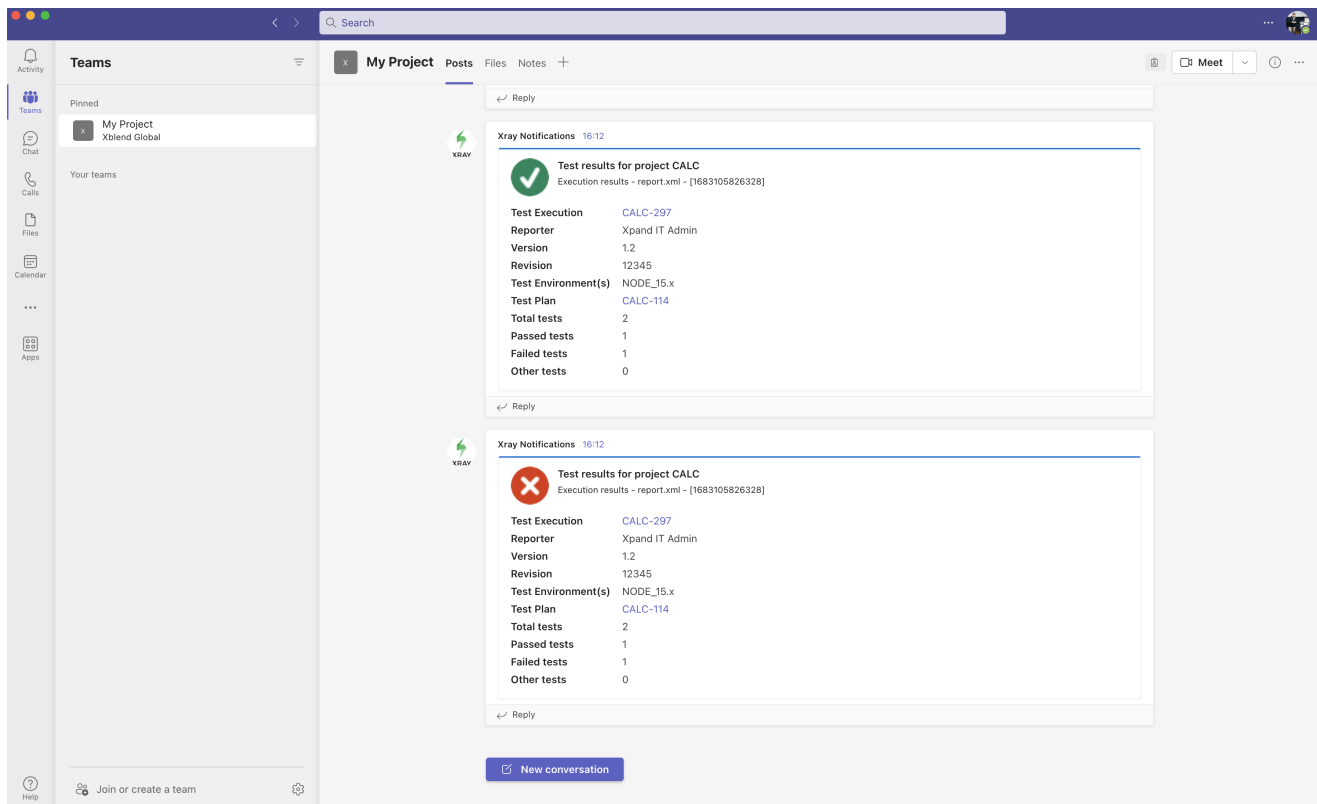 Search
Activity
Teams
Chat
Calls
Files
Calendar
Apps
Help
Teams
Pinned
X
My Project
Xblend Global
Your teams
Join or create a team
X
My Project
Posts
Files
Notes
Meet
Reply
XRAY
Xray Notifications 16:12
Test results for project CALC
Execution results - report.xml - [1683105826328]
Test Execution CALC-297
Reporter Xpand IT Admin
Version 1.2
Revision 12345
Test Environment(s) NODE_15.x
Test Plan CALC-114
Total tests 2
Passed tests 1
Failed tests 1
Other tests 0
Reply
XRAY
Xray Notifications 16:12
Test results for project CALC
Execution results - report.xml - [1683105826328]
Test Execution CALC-297
Reporter Xpand IT Admin
Version 1.2
Revision 12345
Test Environment(s) NODE_15.x
Test Plan CALC-114
Total tests 2
Passed tests 1
Failed tests 1
Other tests 0
Reply
New conversation